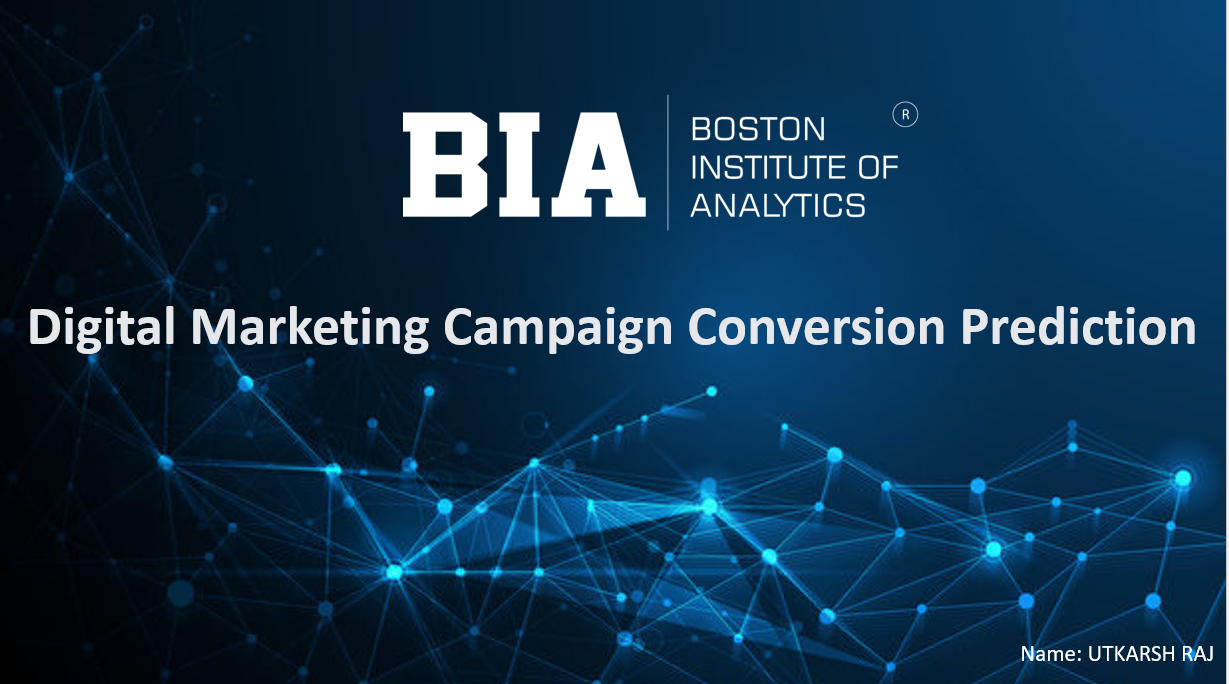 BIA
BOSTON
INSTITUTE OF
ANALYTICS
®
Digital Marketing Campaign Conversion Prediction
Name: UTKARSH RAJ